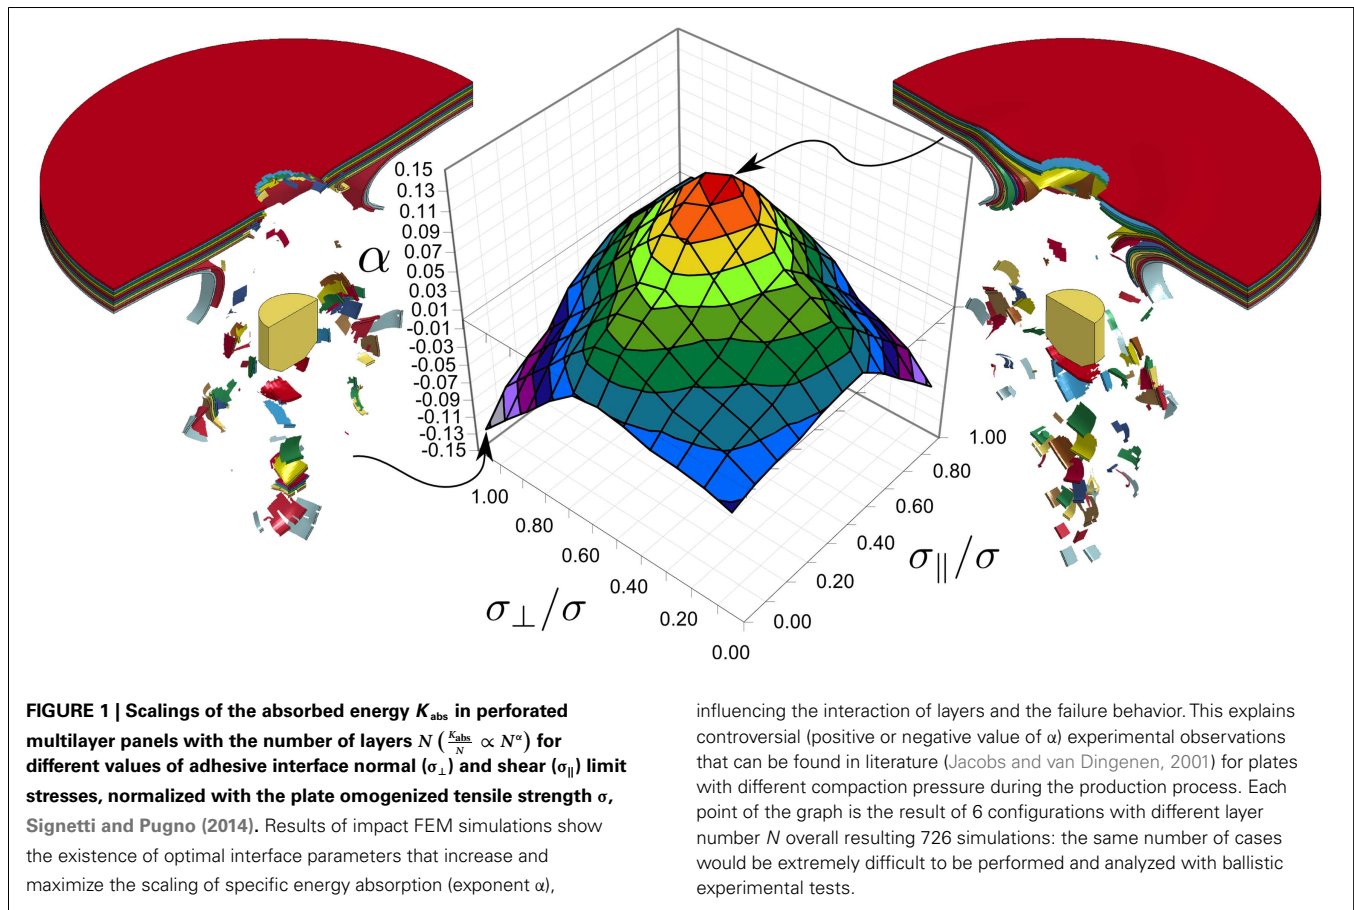 0.15
0.13
0.11
0.09
0.07
α
0.05
0.03
0.01
-0.01
-0.03
-0.05
-0.07
-0.09
-0.11
-0.13
-0.15
1.00
0.80
0.60
0.40
0.20
0.00
σ⊥/σ
0.00
0.20
0.40
0.60
0.80
1.00
σ∥/σ
FIGURE 1 | Scalings of the absorbed energy Kabs in perforated
multilayer panels with the number of layers N (Kabs/N ∝ Nα) for
different values of adhesive interface normal (σ⊥) and shear (σ∥) limit
stresses, normalized with the plate omogenized tensile strength σ,
Signetti and Pugno (2014). Results of impact FEM simulations show
the existence of optimal interface parameters that increase and
maximize the scaling of specific energy absorption (exponent α),
influencing the interaction of layers and the failure behavior. This explains
controversial (positive or negative value of α) experimental observations
that can be found in literature (Jacobs and van Dingenen, 2001) for plates
with different compaction pressure during the production process. Each
point of the graph is the result of 6 configurations with different layer
number N overall resulting 726 simulations: the same number of cases
would be extremely difficult to be performed and analyzed with ballistic
experimental tests.